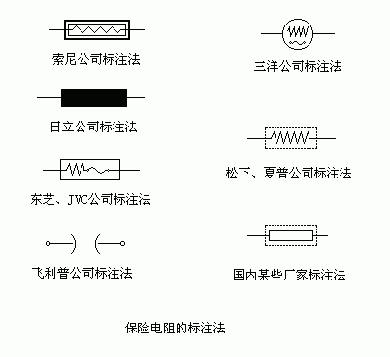 索尼公司标注法
三洋公司标注法
日立公司标注法
松下、夏普公司标注法
东芝、JVC公司标注法
飞利普公司标注法
国内某些厂家标注法
保险电阻的标注法